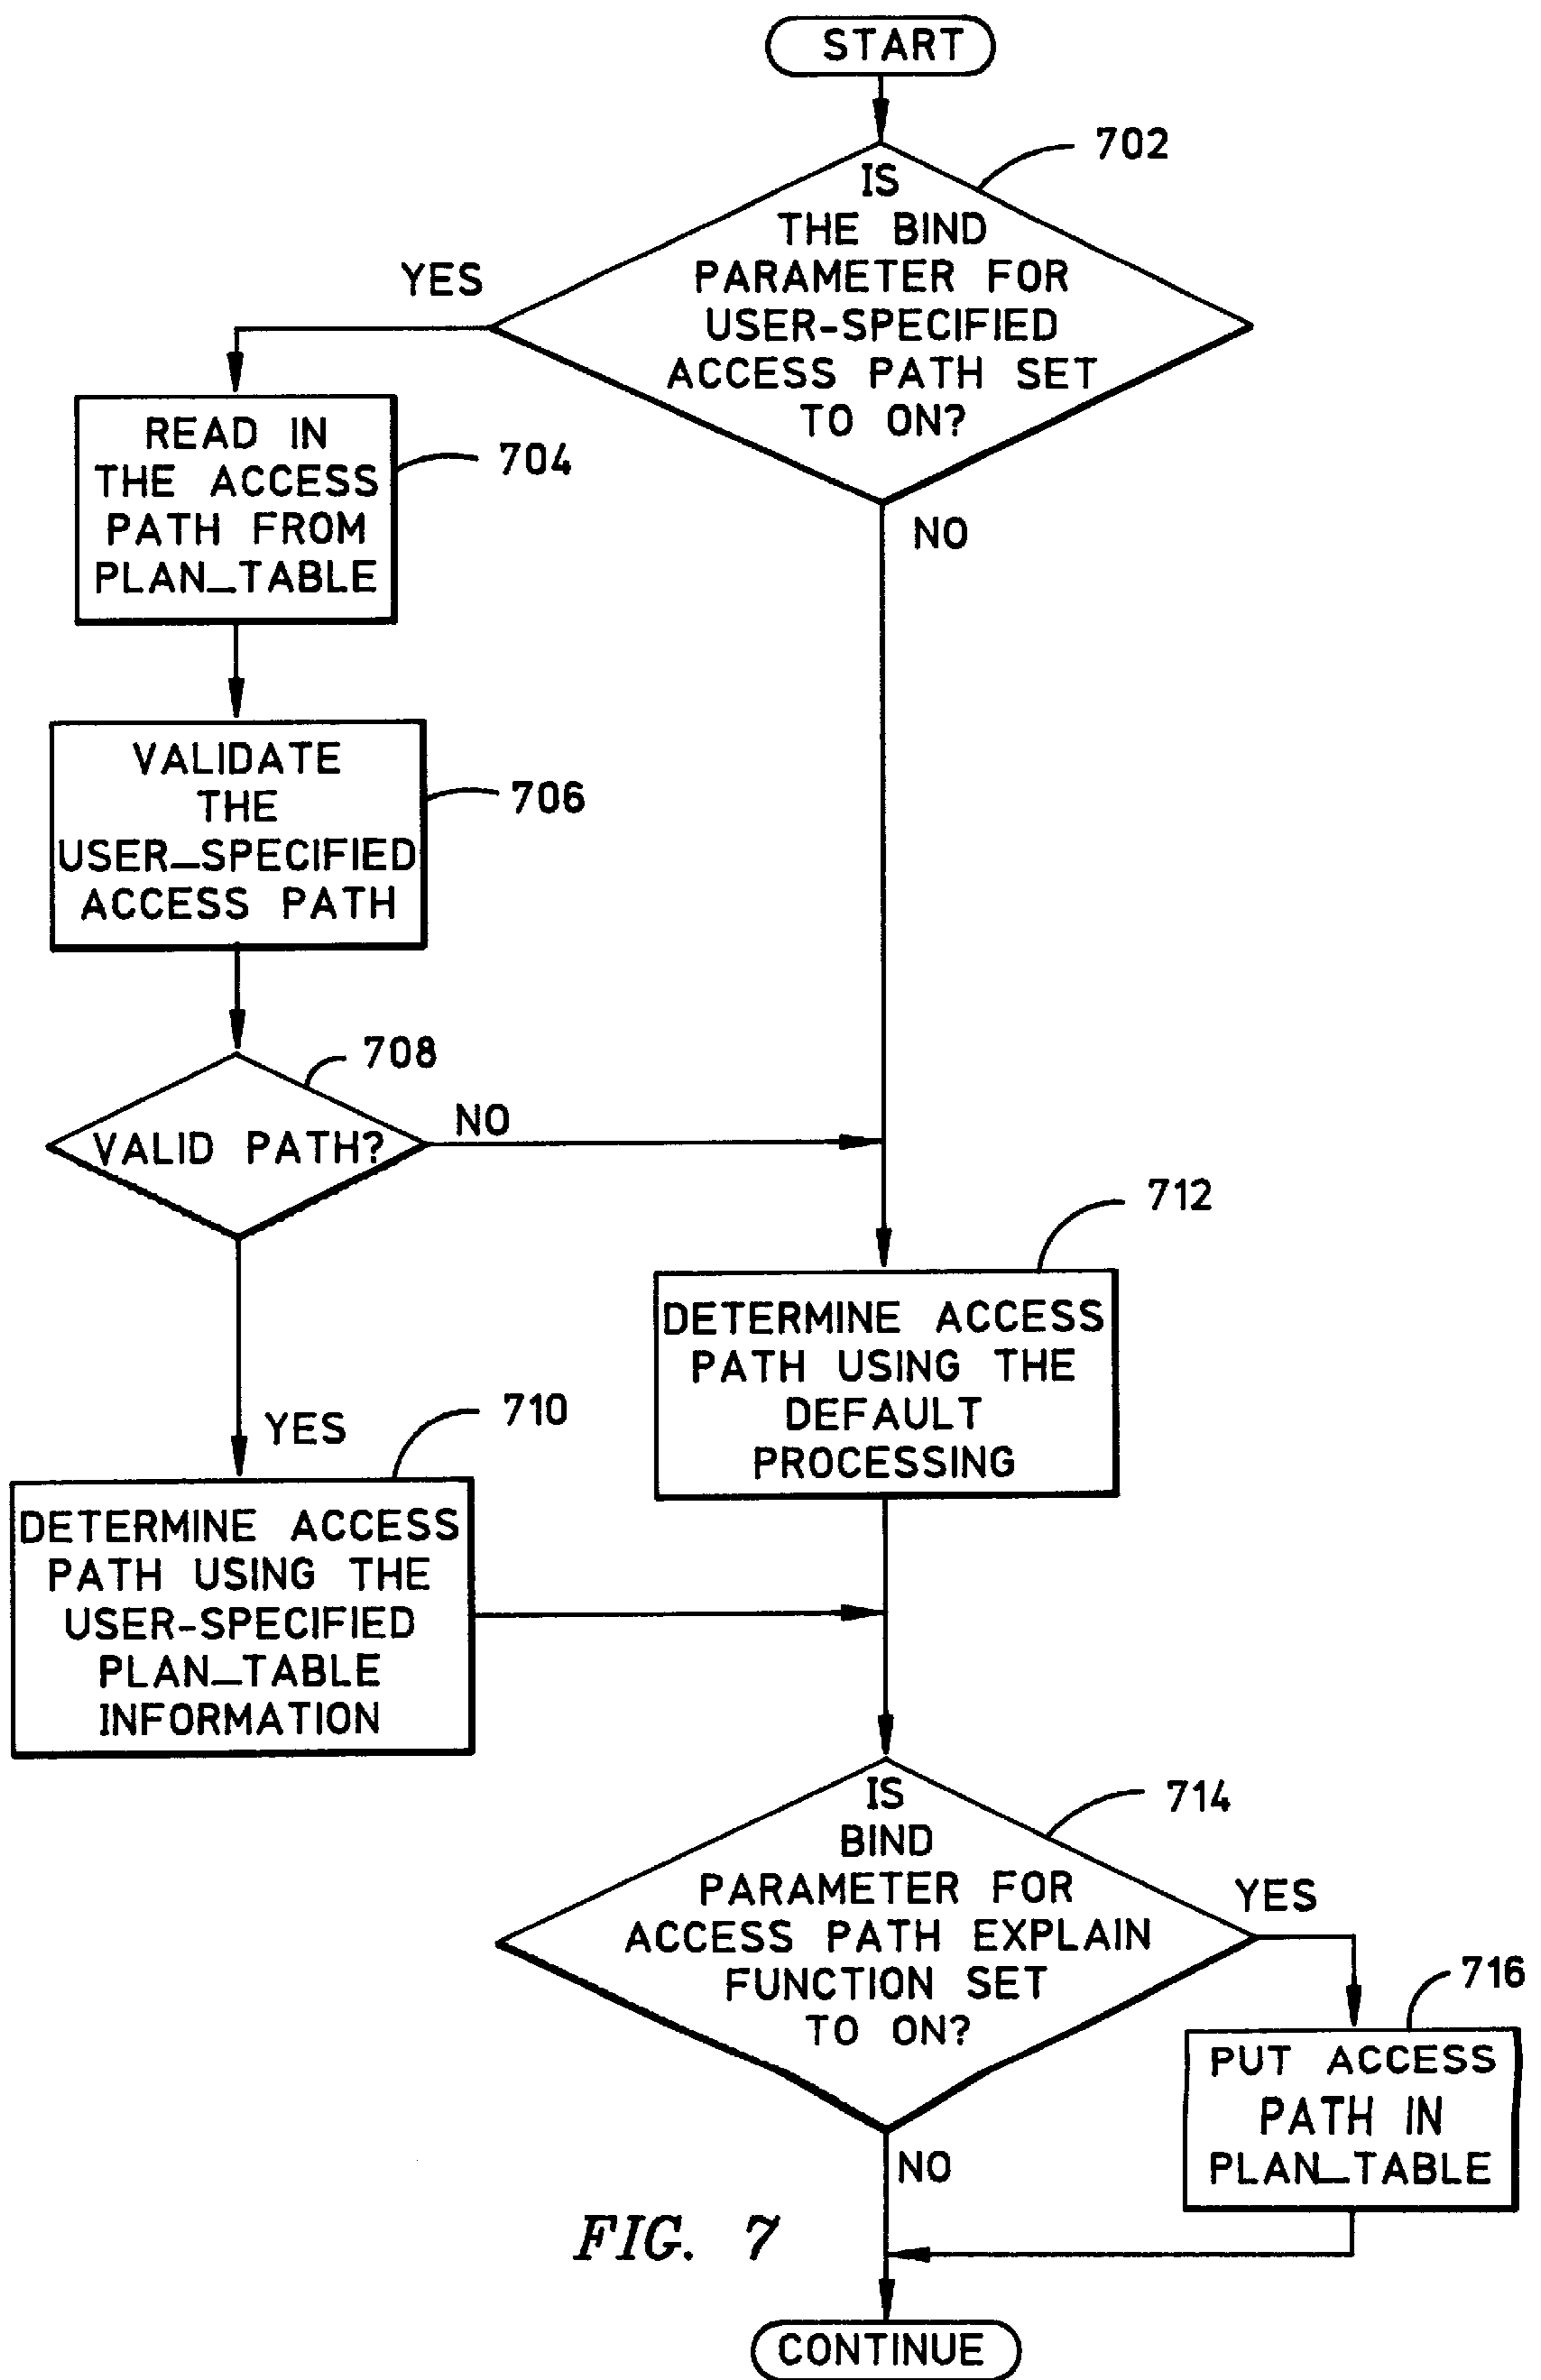 START
702
IS
THE BIND
PARAMETER FOR
USER-SPECIFIED
ACCESS PATH SET
TO ON?
YES
NO
READ IN
THE ACCESS
PATH FROM
PLAN_TABLE
704
VALIDATE
THE
USER_SPECIFIED
ACCESS PATH
706
708
VALID PATH?
NO
YES
712
DETERMINE ACCESS
PATH USING THE
DEFAULT
PROCESSING
710
DETERMINE ACCESS
PATH USING THE
USER-SPECIFIED
PLAN_TABLE
INFORMATION
714
IS
BIND
PARAMETER FOR
ACCESS PATH EXPLAIN
FUNCTION SET
TO ON?
YES
716
PUT ACCESS
PATH IN
PLAN_TABLE
NO
FIG. 7
CONTINUE